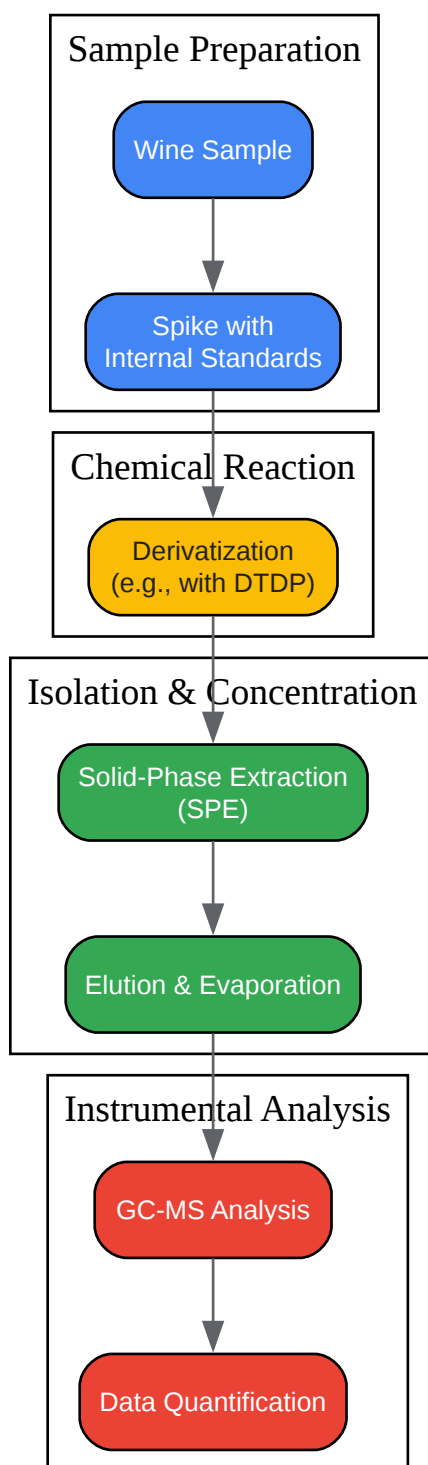 Sample Preparation
Wine Sample
Spike with
Internal Standards
Chemical Reaction
Derivatization
(e.g., with DTDP)
Isolation & Concentration
Solid-Phase Extraction
(SPE)
Elution & Evaporation
Instrumental Analysis
GC-MS Analysis
Data Quantification